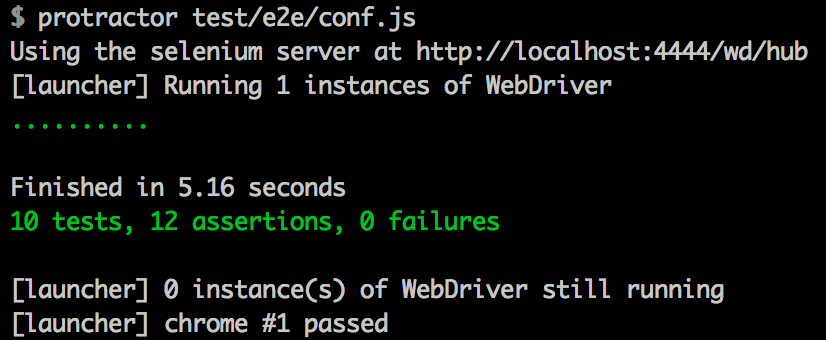 $ protractor test/e2e/conf.js
Using the selenium server at http://localhost:4444/wd/hub
[launcher] Running 1 instances of WebDriver
..........
Finished in 5.16 seconds
10 tests, 12 assertions, 0 failures
[launcher] 0 instance(s) of WebDriver still running
[launcher] chrome #1 passed